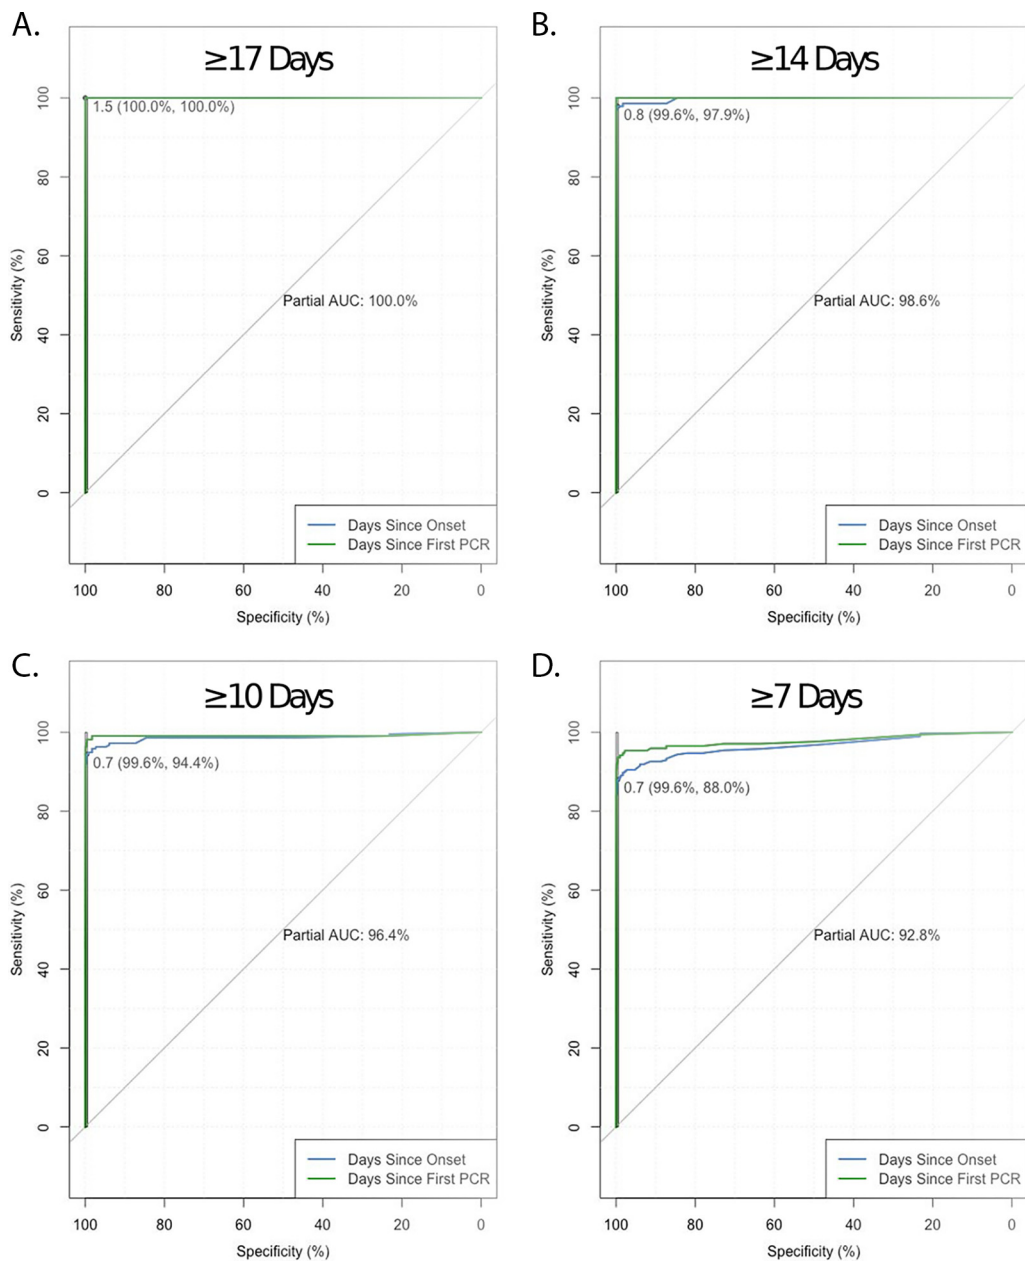 A.
≥17 Days
100
80
60
40
20
0
Sensitivity (%)
1.5 (100.0%, 100.0%)
Partial AUC: 100.0%
Days Since Onset
Days Since First PCR
100
80
60
40
20
0
Specificity (%)
B.
≥14 Days
100
80
60
40
20
0
Sensitivity (%)
0.8 (99.6%, 97.9%)
Partial AUC: 98.6%
Days Since Onset
Days Since First PCR
100
80
60
40
20
0
Specificity (%)
C.
≥10 Days
100
80
60
40
20
0
Sensitivity (%)
0.7 (99.6%, 94.4%)
Partial AUC: 96.4%
Days Since Onset
Days Since First PCR
100
80
60
40
20
0
Specificity (%)
D.
≥7 Days
100
80
60
40
20
0
Sensitivity (%)
0.7 (99.6%, 88.0%)
Partial AUC: 92.8%
Days Since Onset
Days Since First PCR
100
80
60
40
20
0
Specificity (%)